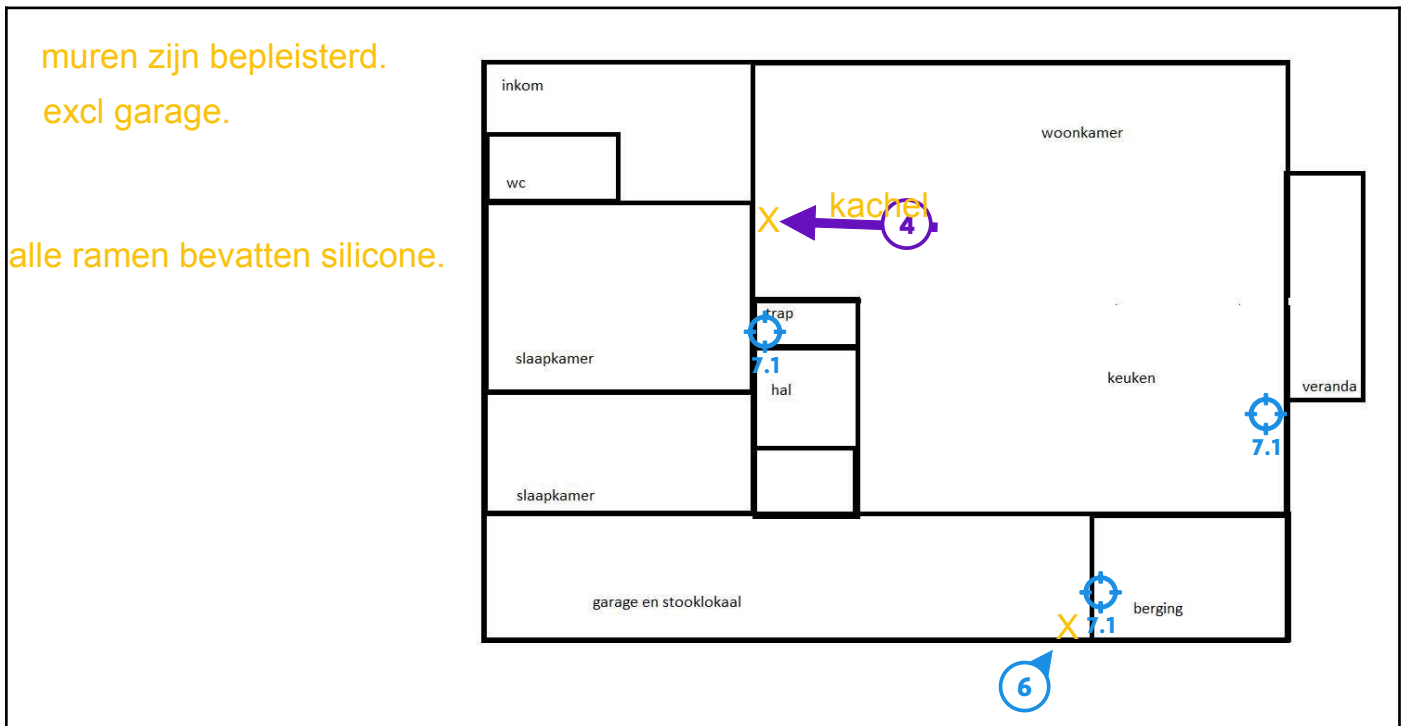 muren zijn bepleisterd.
excl garage.
alle ramen bevatten silicone.
inkom
wc
woonkamer
kachel
4
X
trap
7.1
slaapkamer
hal
keuken
veranda
7.1
slaapkamer
garage en stooklokaal
berging
X
7.1
6